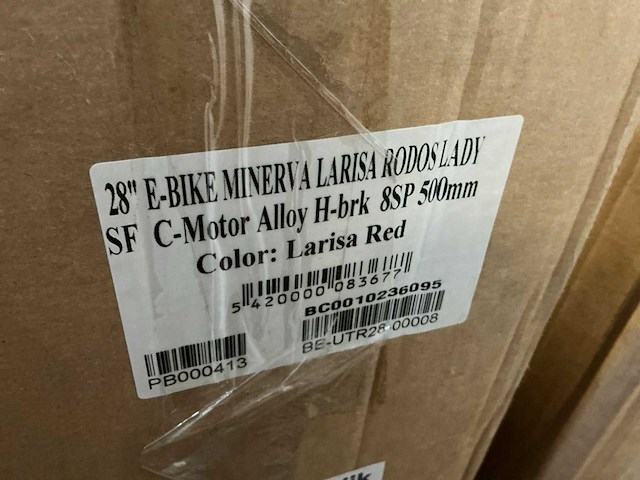 28" E-BIKE MINERVA LARISA RODOS LADY
SF C-Motor Alloy H-brk 8SP 500mm
Color: Larisa Red
5 420000 083677
BC0010236095
BE-UTR28-00008
PB000413